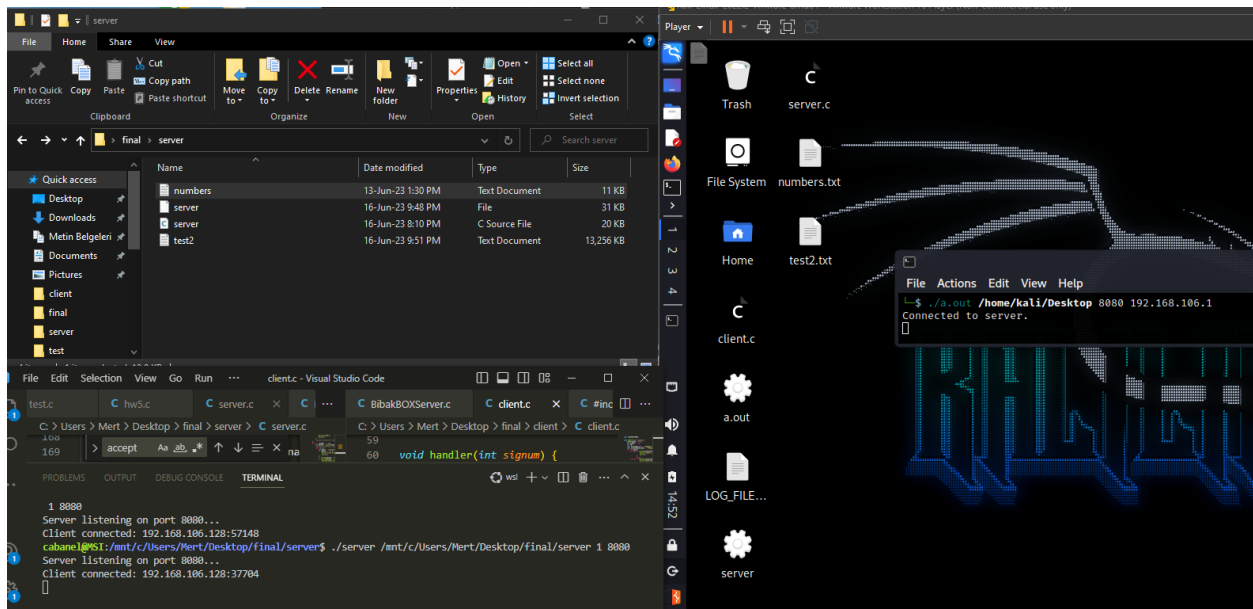 server
File Home Share View
Pin to Quick access
Copy
Paste
Cut
Copy path
Paste shortcut
Move to
Copy to
Delete
Rename
New folder
Properties
Open
Edit
History
Select all
Select none
Invert selection
Clipboard Organize New Open Select
final > server
Search server
Name Date modified Type Size
numbers 13-Jun-23 1:30 PM Text Document 11 KB
server 16-Jun-23 9:48 PM File 31 KB
server 16-Jun-23 8:10 PM C Source File 20 KB
test2 16-Jun-23 9:51 PM Text Document 13,256 KB
Quick access
Desktop
Downloads
Metin Belgeleri
Documents
Pictures
client
final
server
test
File Edit Selection View Go Run ··· client.c - Visual Studio Code
test.c C hw5.c C server.c C ··· C BibakBOXServer.c C client.c C #inc ···
C: > Users > Mert > Desktop > final > server > C server.c
C: > Users > Mert > Desktop > final > client > C client.c
168
169
accept Aa ab .*
na
59
60 void handler(int signum) {
PROBLEMS OUTPUT DEBUG CONSOLE TERMINAL
wsl
1 8080
Server listening on port 8080...
Client connected: 192.168.106.128:57148
cabanel@MSI:/mnt/c/Users/Mert/Desktop/final/server$ ./server /mnt/c/Users/Mert/Desktop/final/server 1 8080
Server listening on port 8080...
Client connected: 192.168.106.128:37704
Player
1
2
3
4
14:52
Trash
server.c
File System
numbers.txt
Home
test2.txt
client.c
a.out
LOG_FILE...
server
File Actions Edit View Help
└─$ ./a.out /home/kali/Desktop 8080 192.168.106.1
Connected to server.